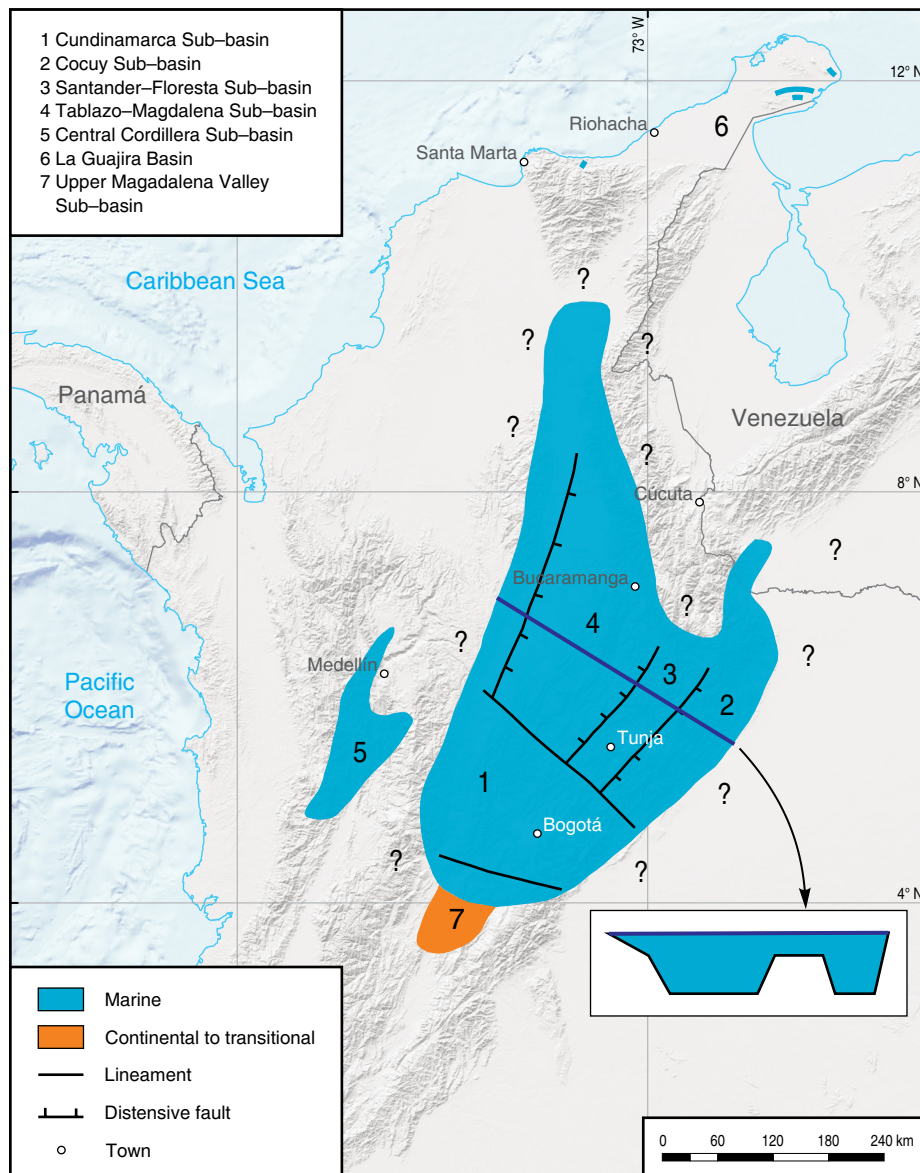 1 Cundinamarca Sub–basin
2 Cocuy Sub–basin
3 Santander–Floresta Sub–basin
4 Tablazo–Magdalena Sub–basin
5 Central Cordillera Sub–basin
6 La Guajira Basin
7 Upper Magadalena Valley
Sub–basin
73° W
12° N
Riohacha
6
Santa Marta
Caribbean Sea
?
?
?
Panamá
Venezuela
?
?
Cúcuta
8° N
?
Bucaramanga
?
4
?
?
Medellín
3
Pacific
Ocean
2
Tunja
5
1
?
Bogotá
?
?
4° N
7
Marine
Continental to transitional
Lineament
Distensive fault
Town
0 60 120 180 240 km